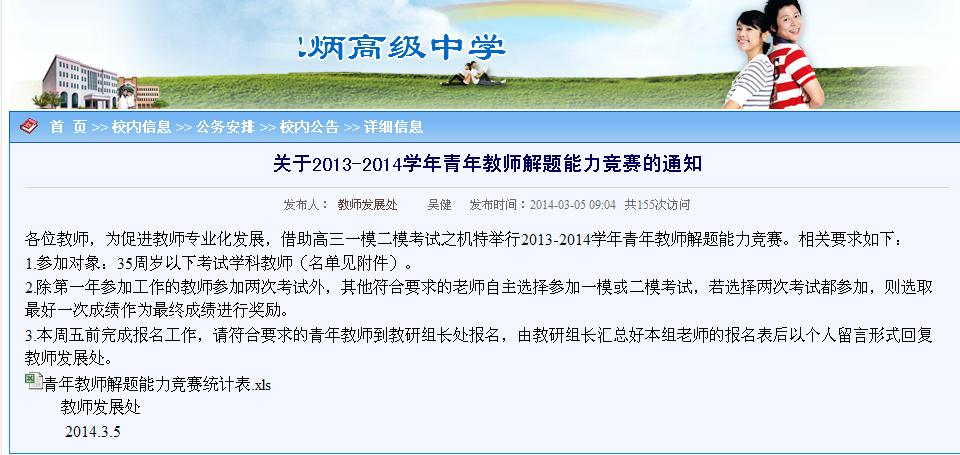 炳高级中学
首 页 >> 校内信息 >> 公务安排 >> 校内公告 >> 详细信息
关于2013-2014学年青年教师解题能力竞赛的通知
发布人： 教师发展处 吴健 发布时间：2014-03-05 09:04 共155次访问
各位教师，为促进教师专业化发展，借助高三一模二模考试之机特举行2013-2014学年青年教师解题能力竞赛。相关要求如下：
1.参加对象：35周岁以下考试学科教师（名单见附件）。
2.除第一年参加工作的教师参加两次考试外，其他符合要求的老师自主选择参加一模或二模考试，若选择两次考试都参加，则选取
最好一次成绩作为最终成绩进行奖励。
3.本周五前完成报名工作，请符合要求的青年教师到教研组长处报名，由教研组长汇总好本组老师的报名表后以个人留言形式回复
教师发展处。
青年教师解题能力竞赛统计表.xls
教师发展处
2014.3.5